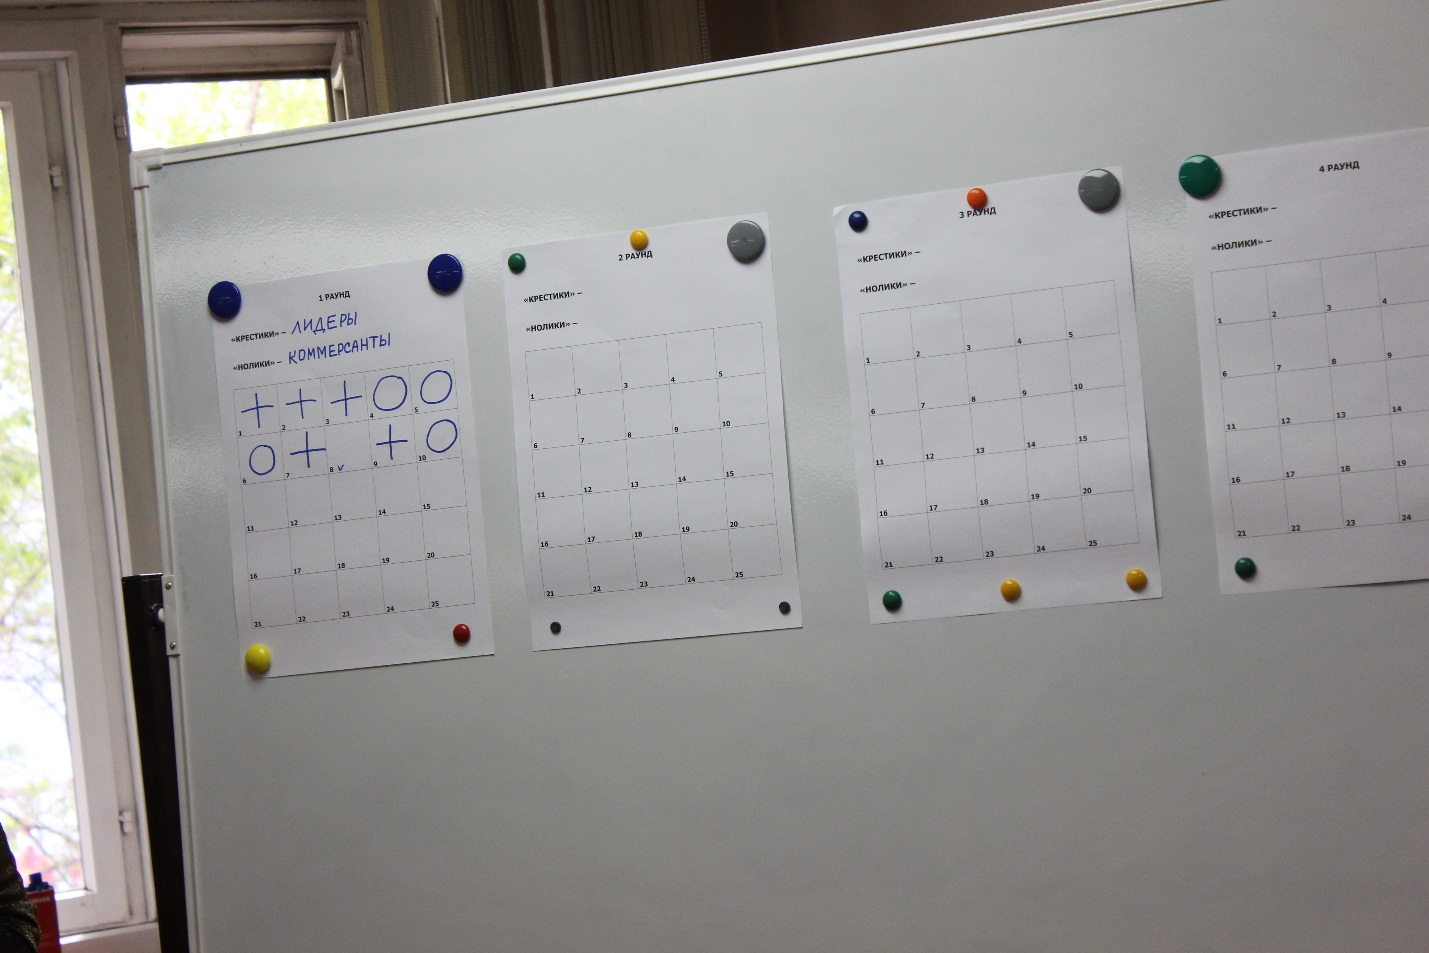 1 РАУНД
«КРЕСТИКИ» – ЛИДЕРЫ
«НОЛИКИ» – КОММЕРСАНТЫ
+ + + O O
1 2 3 4 5
O + v + O
6 7 8 9 10
11 12 13 14 15
16 17 18 19 20
21 22 23 24 25
2 РАУНД
«КРЕСТИКИ» –
«НОЛИКИ» –
1 2 3 4 5
6 7 8 9 10
11 12 13 14 15
16 17 18 19 20
21 22 23 24 25
3 РАУНД
«КРЕСТИКИ» –
«НОЛИКИ» –
1 2 3 4 5
6 7 8 9 10
11 12 13 14 15
16 17 18 19 20
21 22 23 24 25
4 РАУНД
«КРЕСТИКИ» –
«НОЛИКИ» –
1 2 3 4
6 7 8 9
11 12 13 14
16 17 18 19
21 22 23 24